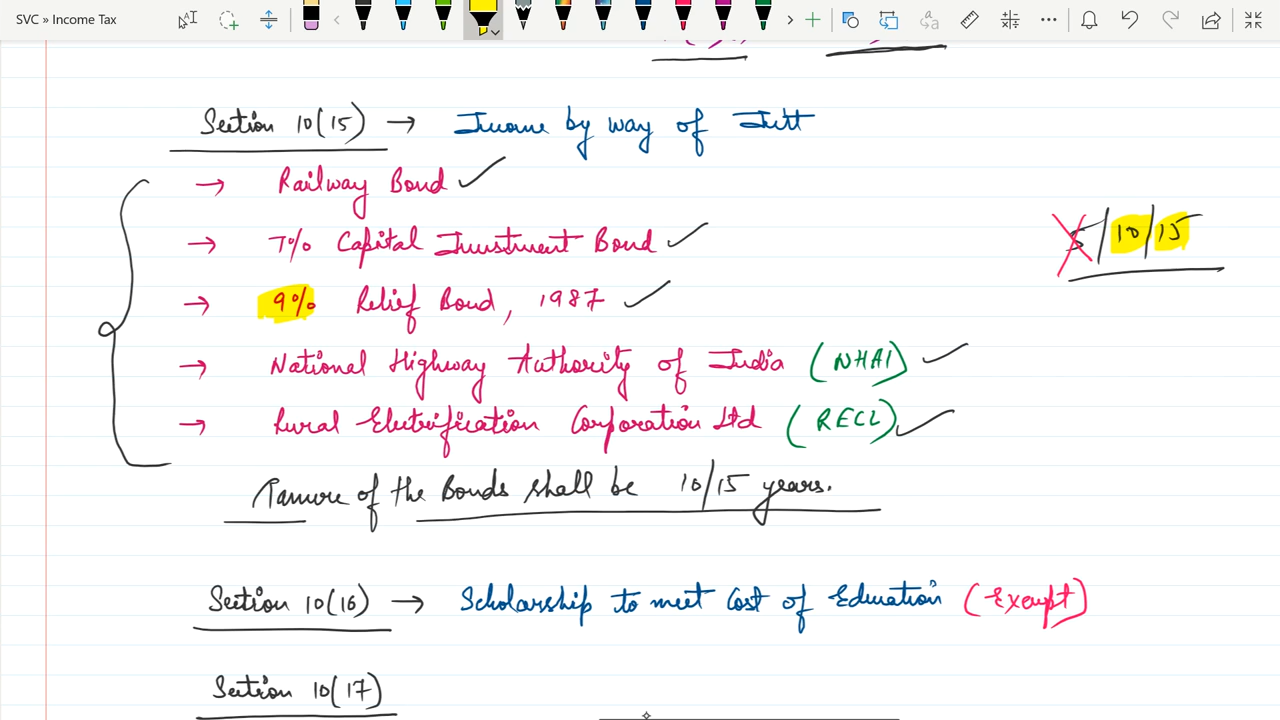 SVC » Income Tax
Section 10(15) → Income by way of Intt
→ Railway Bond ✓
→ 7% Capital Investment Bond ✓
→ 9% Relief Bond, 1987 ✓
5/10/15
→ National Highway Authority of India (NHAI) ✓
→ Rural Electrification Corporation Ltd (RECL) ✓
Tenure of the Bonds shall be 10/15 years.
Section 10(16) → Scholarship to meet Cost of Education (Exempt)
Section 10(17)